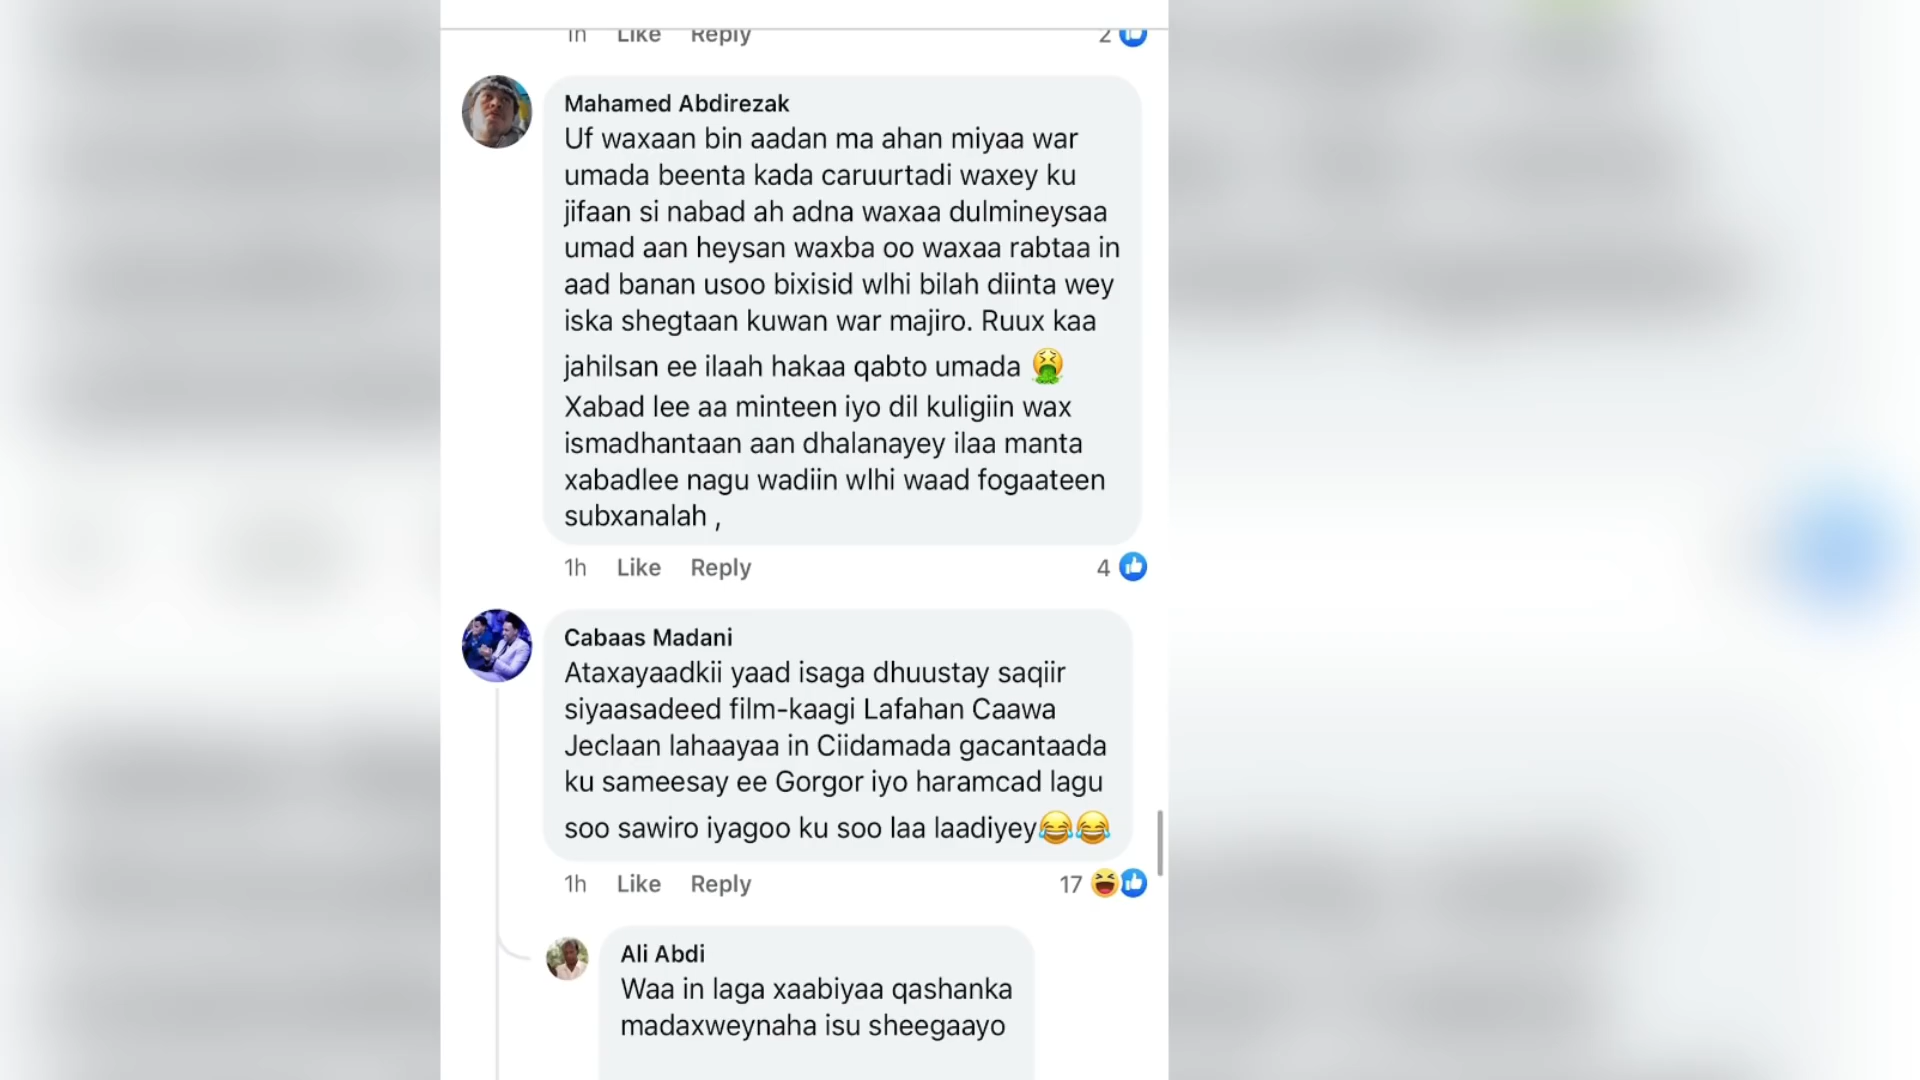 1h Like Reply 2
Mahamed Abdirezak
Uf waxaan bin aadan ma ahan miyaa war
umada beenta kada caruurtadi waxey ku
jifaan si nabad ah adna waxaa dulmineysaa
umad aan heysan waxba oo waxaa rabtaa in
aad banan usoo bixisid wlhi bilah diinta wey
iska shegtaan kuwan war majiro. Ruux kaa
jahilsan ee ilaah hakaa qabto umada 🤮
Xabad lee aa minteen iyo dil kuligiin wax
ismadhantaan aan dhalanayey ilaa manta
xabadlee nagu wadiin wlhi waad fogaateen
subxanalah ,
1h Like Reply 4
Cabaas Madani
Ataxayaadkii yaad isaga dhuustay saqiir
siyaasadeed film-kaagi Lafahan Caawa
Jeclaan lahaayaa in Ciidamada gacantaada
ku sameesay ee Gorgor iyo haramcad lagu
soo sawiro iyagoo ku soo laa laadiyey😂😂
1h Like Reply 17
Ali Abdi
Waa in laga xaabiyaa qashanka
madaxweynaha isu sheegaayo